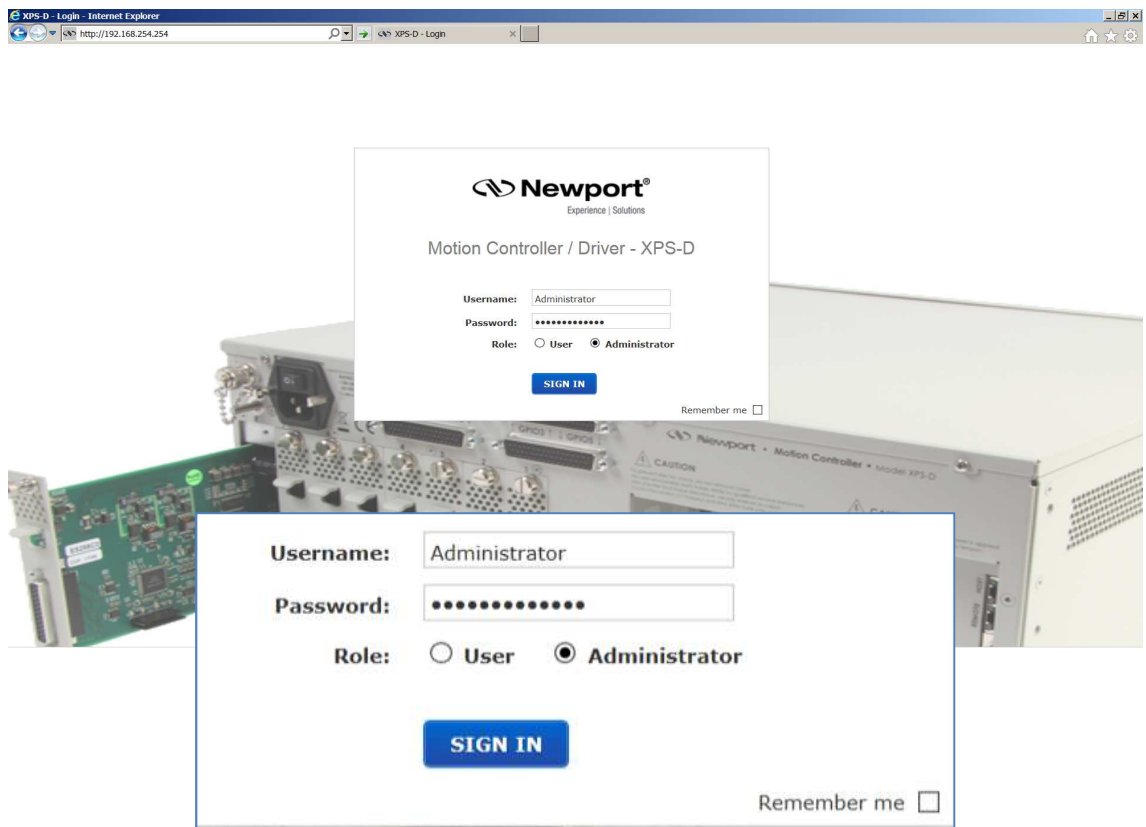 XPS-D - Login - Internet Explorer
http://192.168.254.254
XPS-D - Login
Newport®
Experience | Solutions
Motion Controller / Driver - XPS-D
Username: Administrator
Password: •••••••••••••
Role: User Administrator
SIGN IN
Remember me
GPIO3 ↑ ↓ GPIO5
Newport • Motion Controller • Model XPS-D
CAUTION
Username: Administrator
Password: •••••••••••••
Role: User Administrator
SIGN IN
Remember me